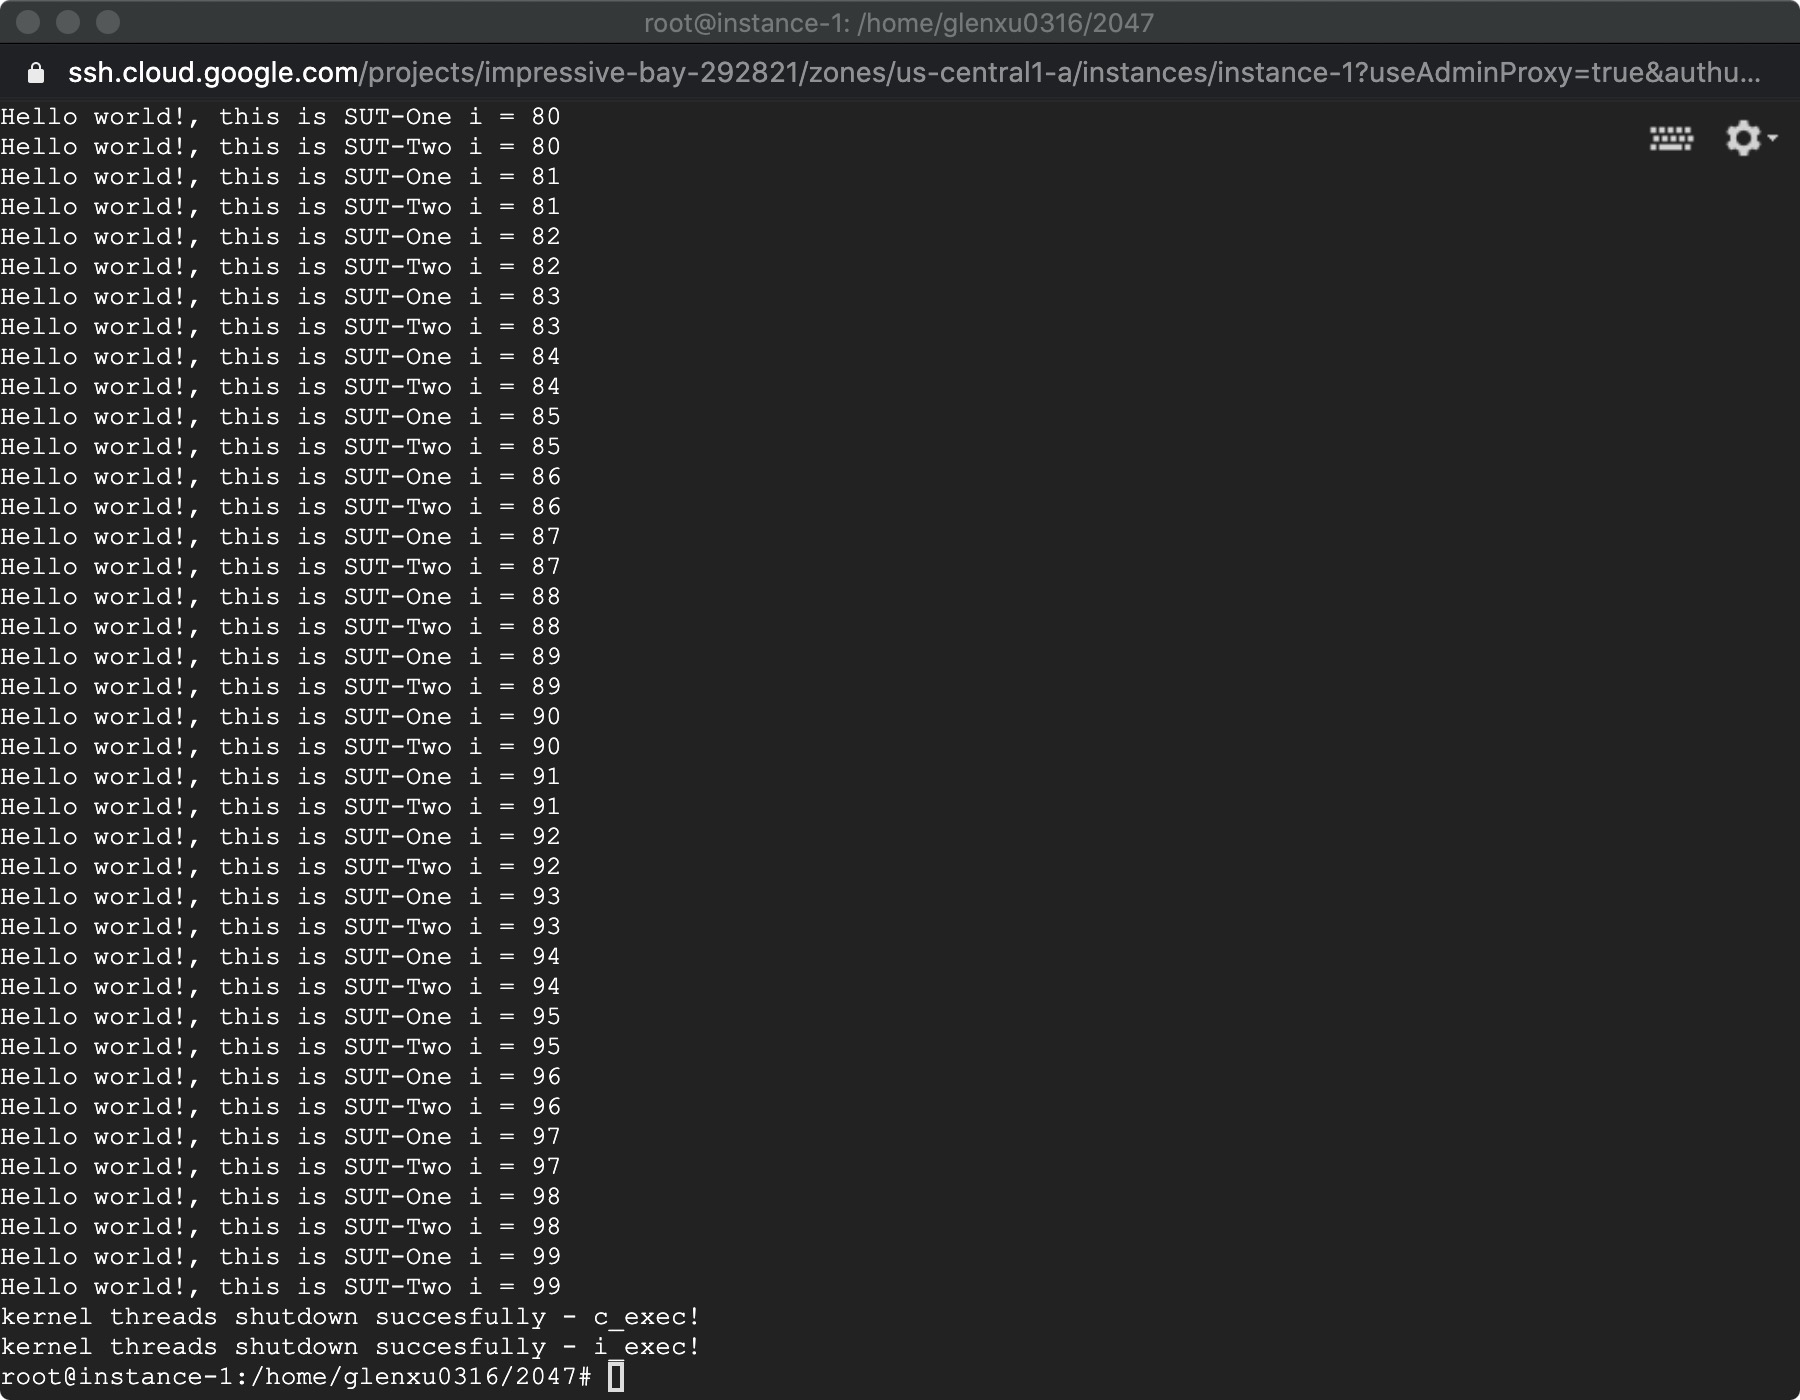 root@instance-1: /home/glenxu0316/2047
ssh.cloud.google.com/projects/impressive-bay-292821/zones/us-central1-a/instances/instance-1?useAdminProxy=true&authu...
Hello world!, this is SUT-One i = 80
Hello world!, this is SUT-Two i = 80
Hello world!, this is SUT-One i = 81
Hello world!, this is SUT-Two i = 81
Hello world!, this is SUT-One i = 82
Hello world!, this is SUT-Two i = 82
Hello world!, this is SUT-One i = 83
Hello world!, this is SUT-Two i = 83
Hello world!, this is SUT-One i = 84
Hello world!, this is SUT-Two i = 84
Hello world!, this is SUT-One i = 85
Hello world!, this is SUT-Two i = 85
Hello world!, this is SUT-One i = 86
Hello world!, this is SUT-Two i = 86
Hello world!, this is SUT-One i = 87
Hello world!, this is SUT-Two i = 87
Hello world!, this is SUT-One i = 88
Hello world!, this is SUT-Two i = 88
Hello world!, this is SUT-One i = 89
Hello world!, this is SUT-Two i = 89
Hello world!, this is SUT-One i = 90
Hello world!, this is SUT-Two i = 90
Hello world!, this is SUT-One i = 91
Hello world!, this is SUT-Two i = 91
Hello world!, this is SUT-One i = 92
Hello world!, this is SUT-Two i = 92
Hello world!, this is SUT-One i = 93
Hello world!, this is SUT-Two i = 93
Hello world!, this is SUT-One i = 94
Hello world!, this is SUT-Two i = 94
Hello world!, this is SUT-One i = 95
Hello world!, this is SUT-Two i = 95
Hello world!, this is SUT-One i = 96
Hello world!, this is SUT-Two i = 96
Hello world!, this is SUT-One i = 97
Hello world!, this is SUT-Two i = 97
Hello world!, this is SUT-One i = 98
Hello world!, this is SUT-Two i = 98
Hello world!, this is SUT-One i = 99
Hello world!, this is SUT-Two i = 99
kernel threads shutdown succesfully - c_exec!
kernel threads shutdown succesfully - i_exec!
root@instance-1:/home/glenxu0316/2047#